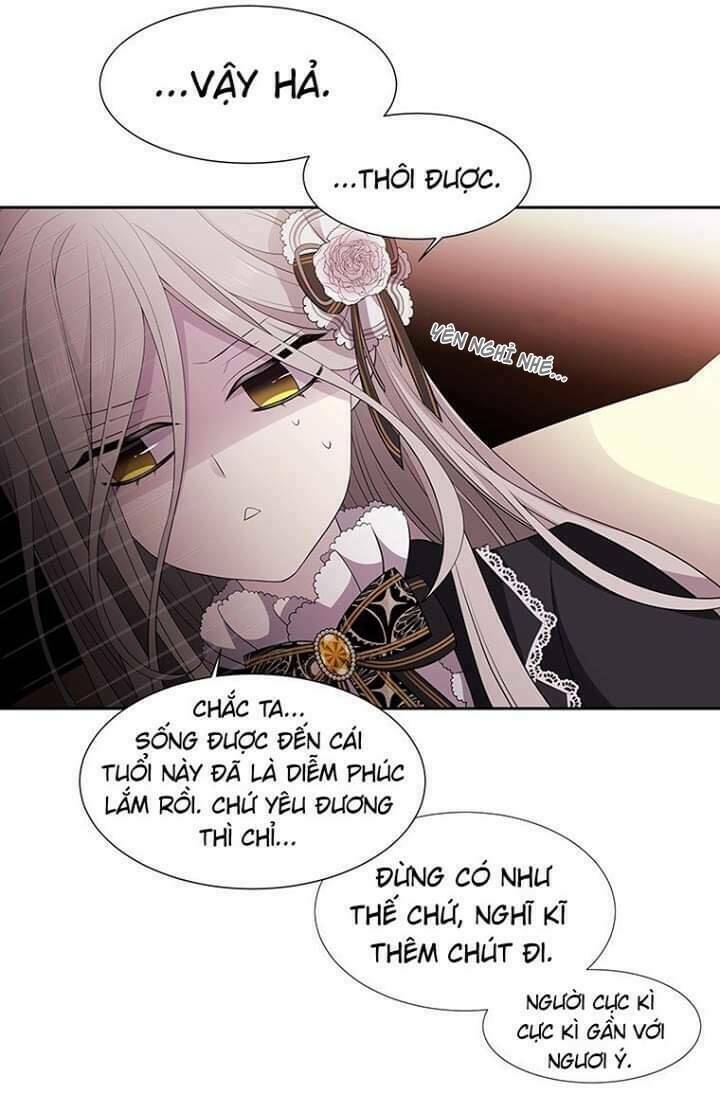 ...VẬY HẢ.
...THÔI ĐƯỢC.
YÊN NGHỈ NHÉ...
CHẮC TA...
SỐNG ĐƯỢC ĐẾN CÁI
TUỔI NÀY ĐÃ LÀ DIỄM PHÚC
LẮM RỒI. CHỨ YÊU ĐƯƠNG
THÌ CHỈ...
ĐỪNG CÓ NHƯ
THẾ CHỨ, NGHĨ KĨ
THÊM CHÚT ĐI.
NGƯỜI CỰC KÌ
CỰC KÌ GẦN VỚI
NGƯƠI Ý.